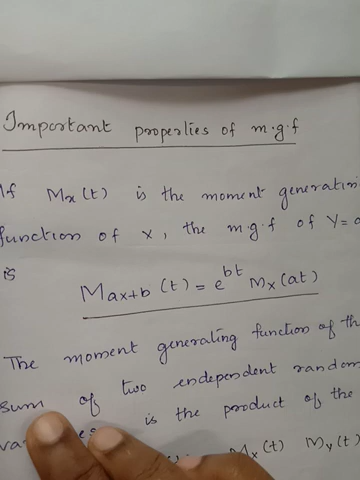 Important properties of m.g.f
If Mx(t) is the moment generatin
function of X, the m.g.f of Y=a
is
Max+b (t) = e^bt Mx(at)
The moment generating function of th
sum of two endependent random
is the product of the
Mx(t) My(t)